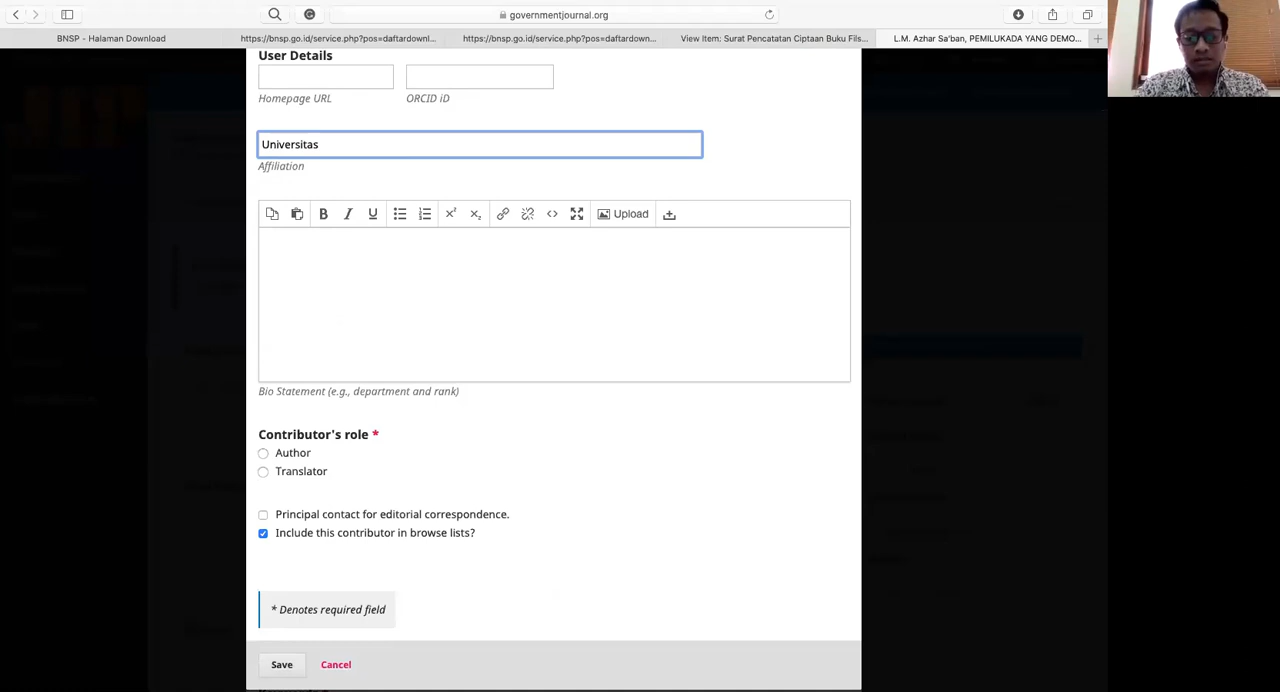 governmentjournal.org
BNSP - Halaman Download
https://bnsp.go.id/service.php?pos=daftardownl...
https://bnsp.go.id/service.php?pos=daftardown...
View Item: Surat Pencatatan Ciptaan Buku Fils...
L.M. Azhar Sa'ban, PEMILUKADA YANG DEMO...
User Details
Homepage URL
ORCID iD
Universitas
Affiliation
Upload
Bio Statement (e.g., department and rank)
Contributor's role *
Author
Translator
Principal contact for editorial correspondence.
Include this contributor in browse lists?
* Denotes required field
Save
Cancel